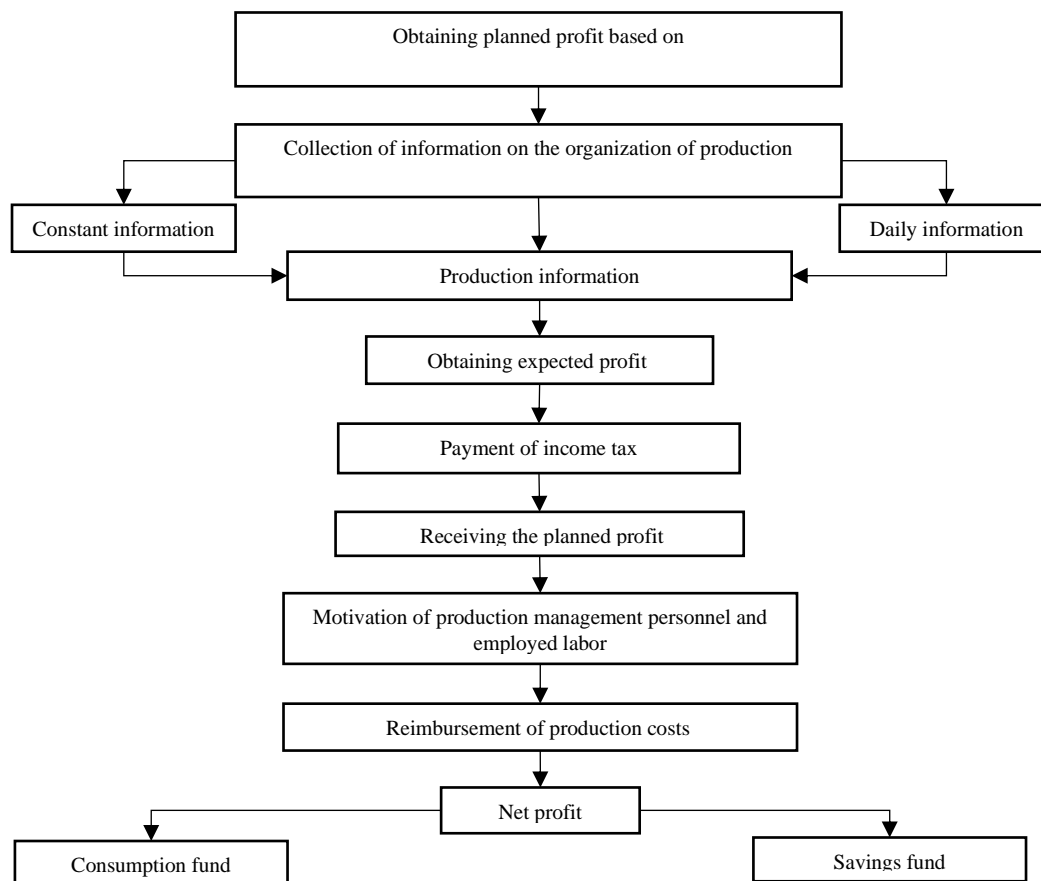 Obtaining planned profit based on
Collection of information on the organization of production
Constant information
Daily information
Production information
Obtaining expected profit
Payment of income tax
Receiving the planned profit
Motivation of production management personnel and
employed labor
Reimbursement of production costs
Net profit
Consumption fund
Savings fund